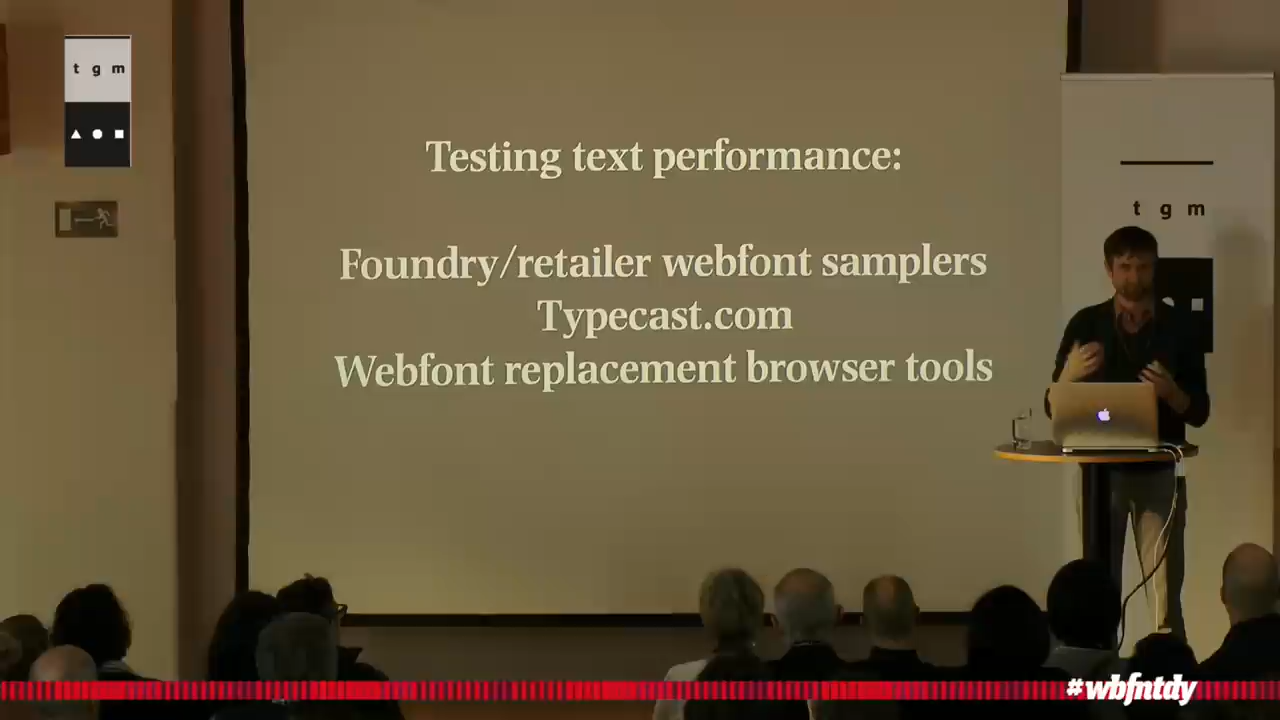 t g m
Testing text performance:
Foundry/retailer webfont samplers
Typecast.com
Webfont replacement browser tools
t g m
#wbfntdy